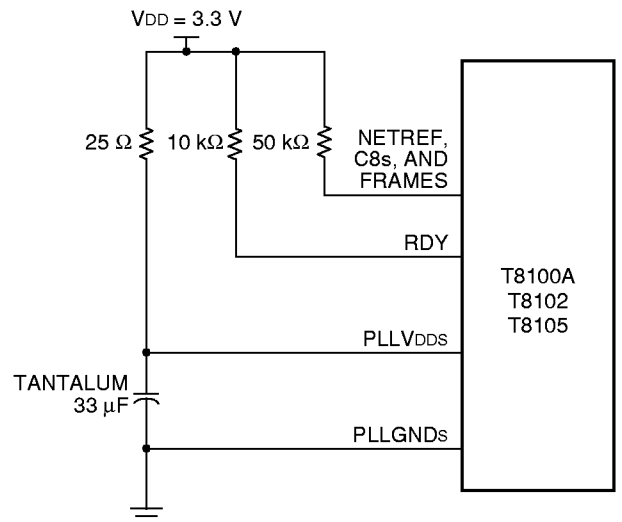 VDD = 3.3 V
25 Ω
10 kΩ
50 kΩ
NETREF,
C8s, AND
FRAMES
RDY
T8100A
T8102
T8105
PLLVDDS
TANTALUM
33 µF
PLLGNDS